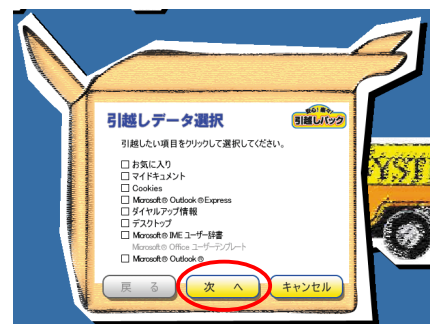 引越しデータ選択
引越しパック
引越したい項目をクリックして選択してください。
お気に入り
マイドキュメント
Cookies
Microsoft® Outlook®Express
ダイヤルアップ情報
デスクトップ
Microsoft® IME ユーザー辞書
Microsoft® Office ユーザーテンプレート
Microsoft® Outlook®
戻 る
次 へ
キャンセル
YST